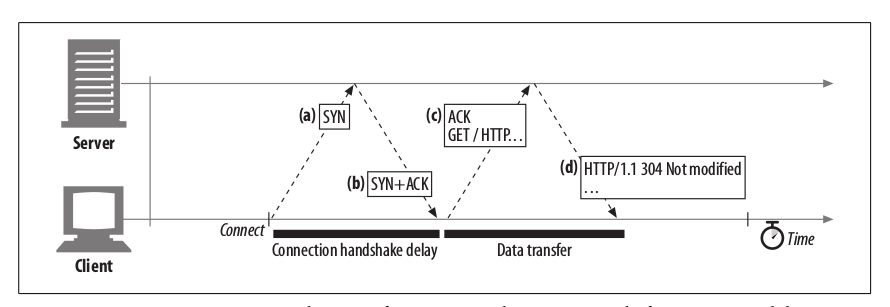 Server
(a) SYN
(b) SYN+ACK
(c) ACK
GET / HTTP...
(d) HTTP/1.1 304 Not modified
...
Connect
Connection handshake delay
Data transfer
Time
Client